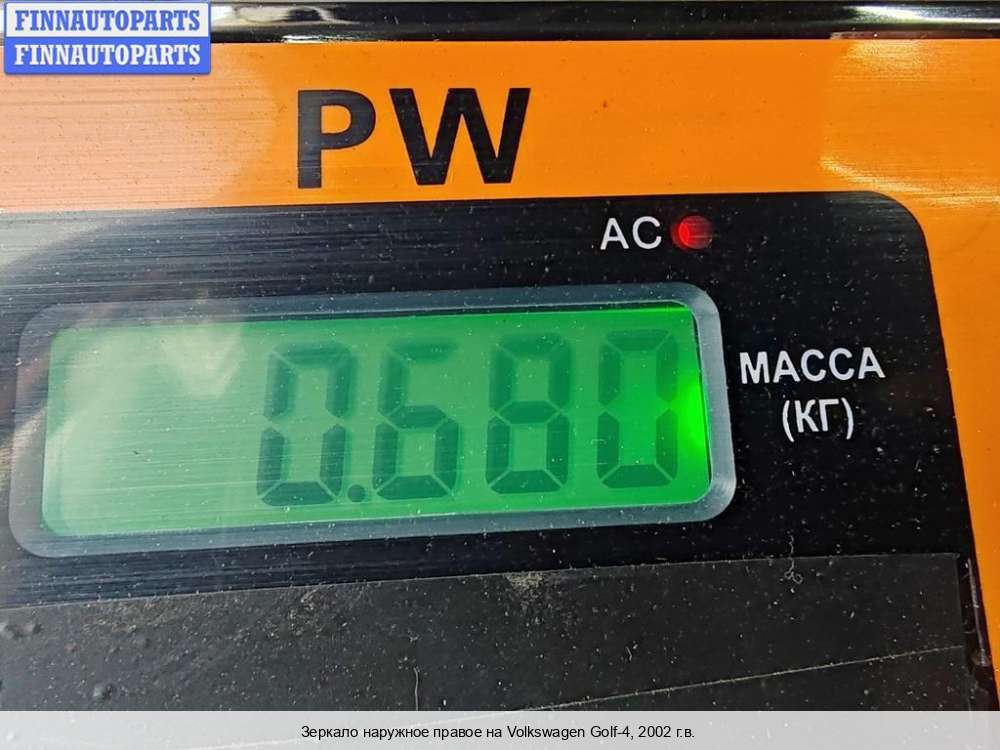 FINNAUTOPARTS
FINNAUTOPARTS
PW
AC
МАССА
(КГ)
0.680
Зеркало наружное правое на Volkswagen Golf-4, 2002 г.в.